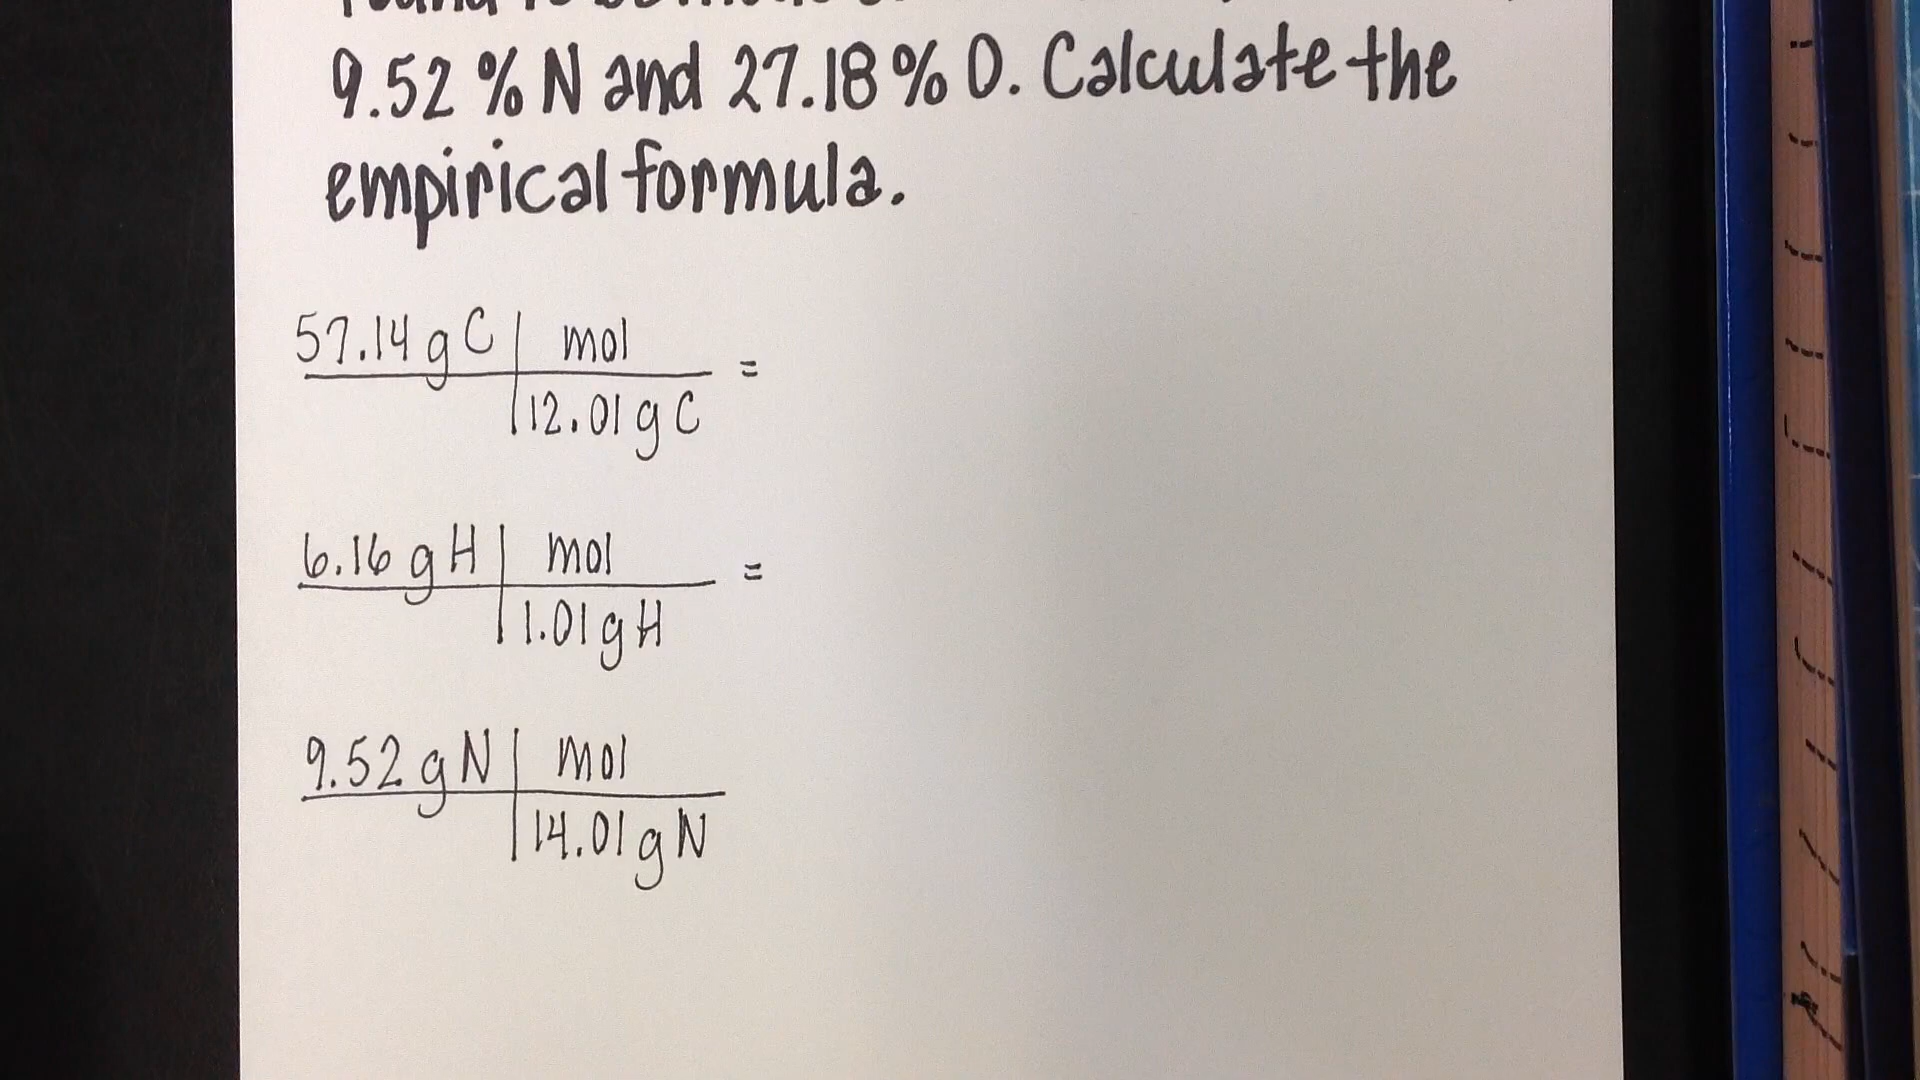 9.52 % N and 27.18 % O. Calculate the
empirical formula.
57.14 g C | mol
12.01 g C =
6.16 g H | mol
1.01 g H =
9.52 g N | mol
14.01 g N